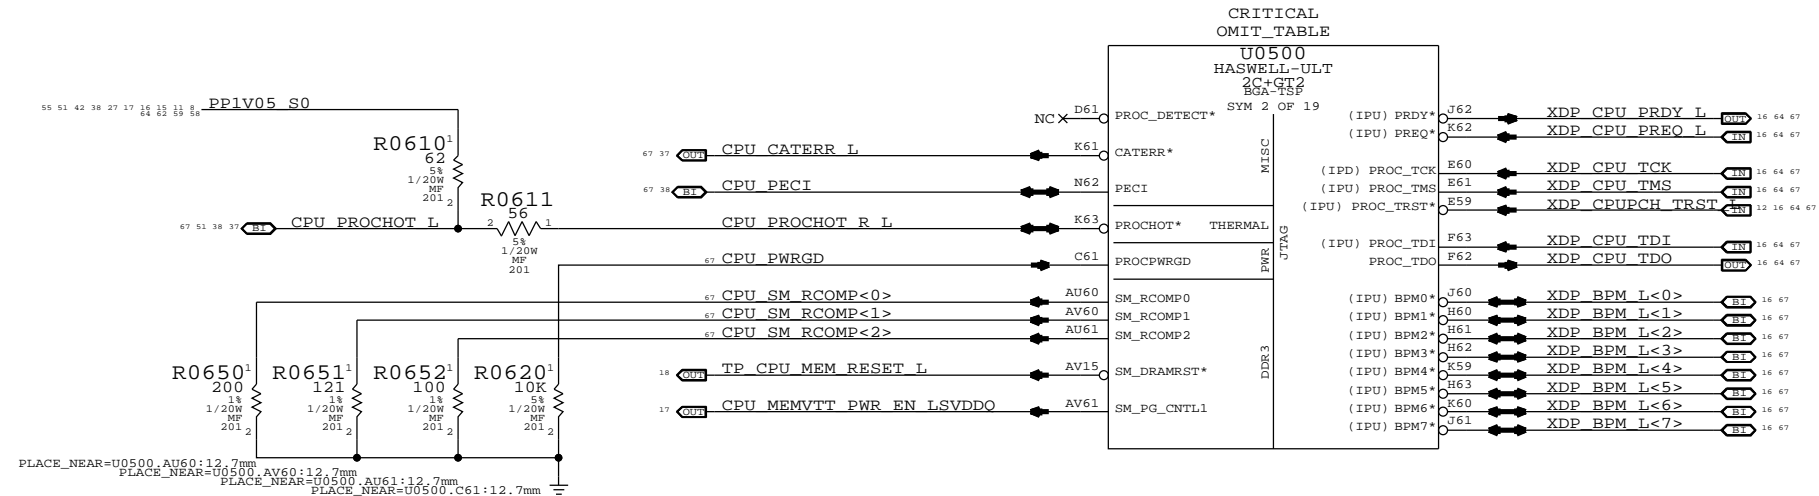 CRITICAL
OMIT_TABLE
U0500
HASWELL-ULT
2C+GT2
BGA-TSP
SYM 2 OF 19
55 51 42 38 27 17 16 15 11 8
64 62 59 58
PP1V05_S0
R0610
1
62
5%
1/20W
MF
201
2
R0611
56
2
1
5%
1/20W
MF
201
67 51 38 37
BI
CPU_PROCHOT_L
NC
D61
PROC_DETECT*
67 37
OUT
CPU_CATERR_L
K61
CATERR*
67 38
BI
CPU_PECI
N62
PECI
CPU_PROCHOT_R_L
K63
PROCHOT*
67
CPU_PWRGD
C61
PROCPWRGD
67
CPU_SM_RCOMP<0>
AU60
SM_RCOMP0
67
CPU_SM_RCOMP<1>
AV60
SM_RCOMP1
67
CPU_SM_RCOMP<2>
AU61
SM_RCOMP2
18
OUT
TP_CPU_MEM_RESET_L
AV15
SM_DRAMRST*
17
OUT
CPU_MEMVTT_PWR_EN_LSVDDQ
AV61
SM_PG_CNTL1
MISC
THERMAL
PWR
DDR3
JTAG
(IPU) PRDY*
J62
XDP_CPU_PRDY_L
OUT
16 64 67
(IPU) PREQ*
K62
XDP_CPU_PREQ_L
IN
16 64 67
(IPD) PROC_TCK
E60
XDP_CPU_TCK
IN
16 64 67
(IPU) PROC_TMS
E61
XDP_CPU_TMS
IN
16 64 67
(IPU) PROC_TRST*
E59
XDP_CPUPCH_TRST_L
IN
12 16 64 67
(IPU) PROC_TDI
F63
XDP_CPU_TDI
IN
16 64 67
PROC_TDO
F62
XDP_CPU_TDO
OUT
16 64 67
(IPU) BPM0*
J60
XDP_BPM_L<0>
BI
16 67
(IPU) BPM1*
H60
XDP_BPM_L<1>
BI
16 67
(IPU) BPM2*
H61
XDP_BPM_L<2>
BI
16 67
(IPU) BPM3*
H62
XDP_BPM_L<3>
BI
16 67
(IPU) BPM4*
K59
XDP_BPM_L<4>
BI
16 67
(IPU) BPM5*
H63
XDP_BPM_L<5>
BI
16 67
(IPU) BPM6*
K60
XDP_BPM_L<6>
BI
16 67
(IPU) BPM7*
J61
XDP_BPM_L<7>
BI
16 67
R0650
1
200
1%
1/20W
MF
201
2
R0651
1
121
1%
1/20W
MF
201
2
R0652
1
100
1%
1/20W
MF
201
2
R0620
1
10K
5%
1/20W
MF
201
2
PLACE_NEAR=U0500.AU60:12.7mm
PLACE_NEAR=U0500.AV60:12.7mm
PLACE_NEAR=U0500.AU61:12.7mm
PLACE_NEAR=U0500.C61:12.7mm